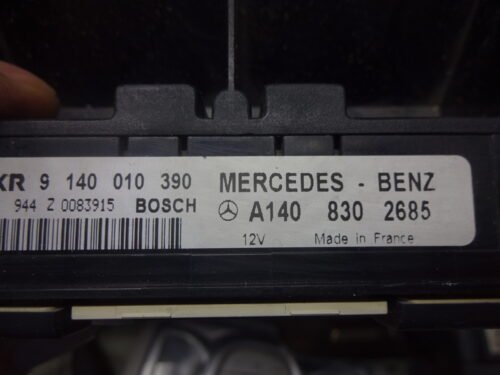 KR 9 140 010 390
944 Z 0083915 BOSCH
MERCEDES - BENZ
A140 830 2685
12V Made in France